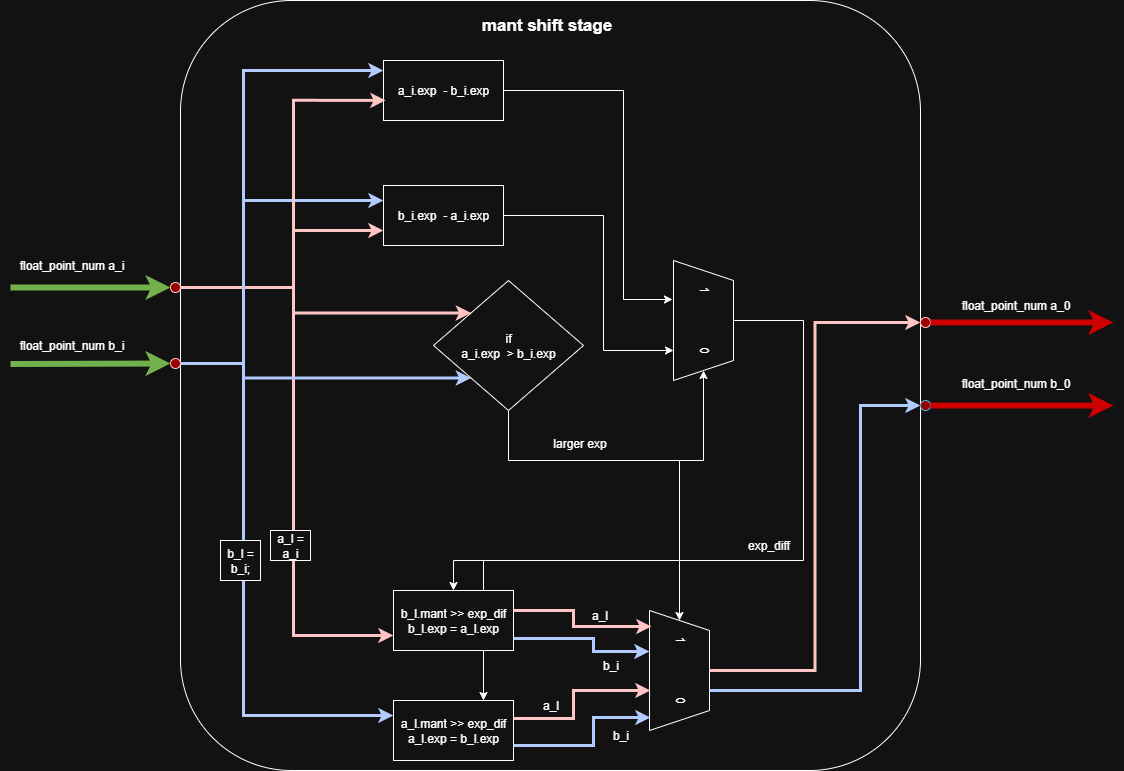 mant shift stage
a_i.exp - b_i.exp
b_i.exp - a_i.exp
float_point_num a_i
float_point_num b_i
if
a_i.exp > b_i.exp
1
0
float_point_num a_0
float_point_num b_0
larger exp
exp_diff
a_l =
a_i
b_l =
b_i;
b_l.mant >> exp_dif
b_l.exp = a_l.exp
a_l
b_i
1
0
a_l.mant >> exp_dif
a_l.exp = b_l.exp
a_l
b_i